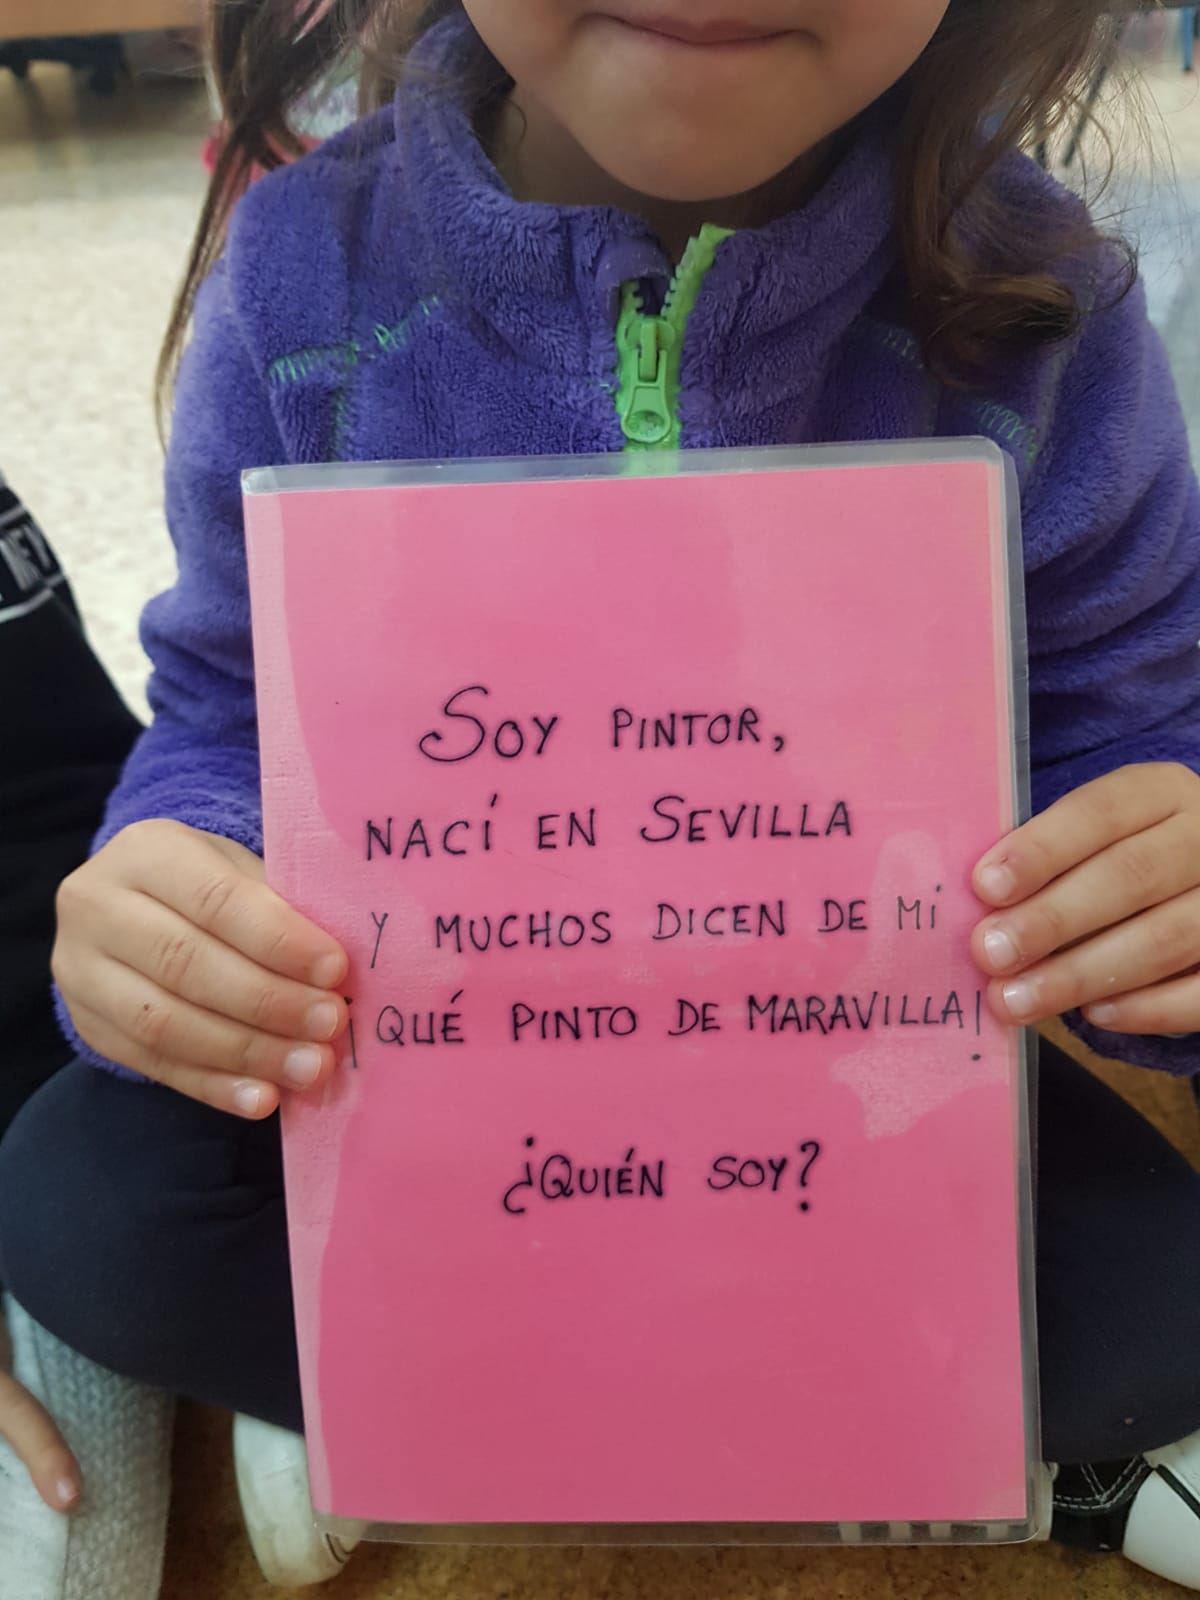 Soy PINTOR,
NACÍ EN SEVILLA
Y MUCHOS DICEN DE Mi
¡QUÉ PINTO DE MARAVILLA!
¿QUIÉN SOY?